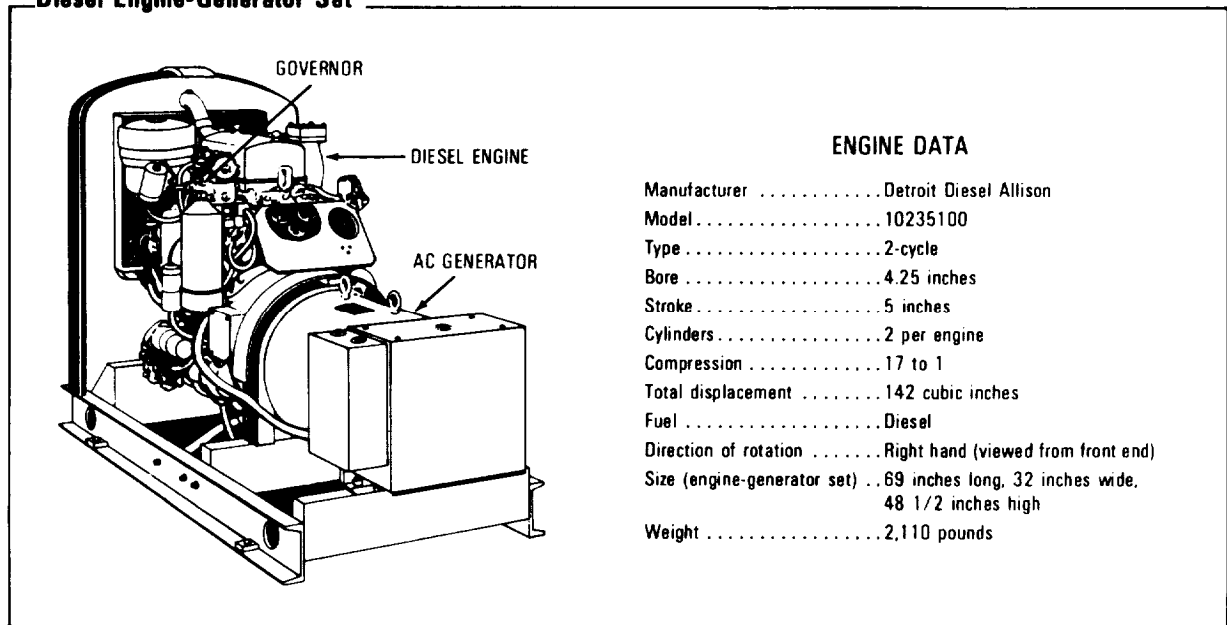 Diesel Engine-Generator Set
GOVERNOR
DIESEL ENGINE
AC GENERATOR
ENGINE DATA
Manufacturer ............Detroit Diesel Allison
Model....................10235100
Type ....................2-cycle
Bore ....................4.25 inches
Stroke...................5 inches
Cylinders................2 per engine
Compression .............17 to 1
Total displacement ........142 cubic inches
Fuel ....................Diesel
Direction of rotation .......Right hand (viewed from front end)
Size (engine-generator set) ..69 inches long, 32 inches wide,
48 1/2 inches high
Weight ..................2,110 pounds